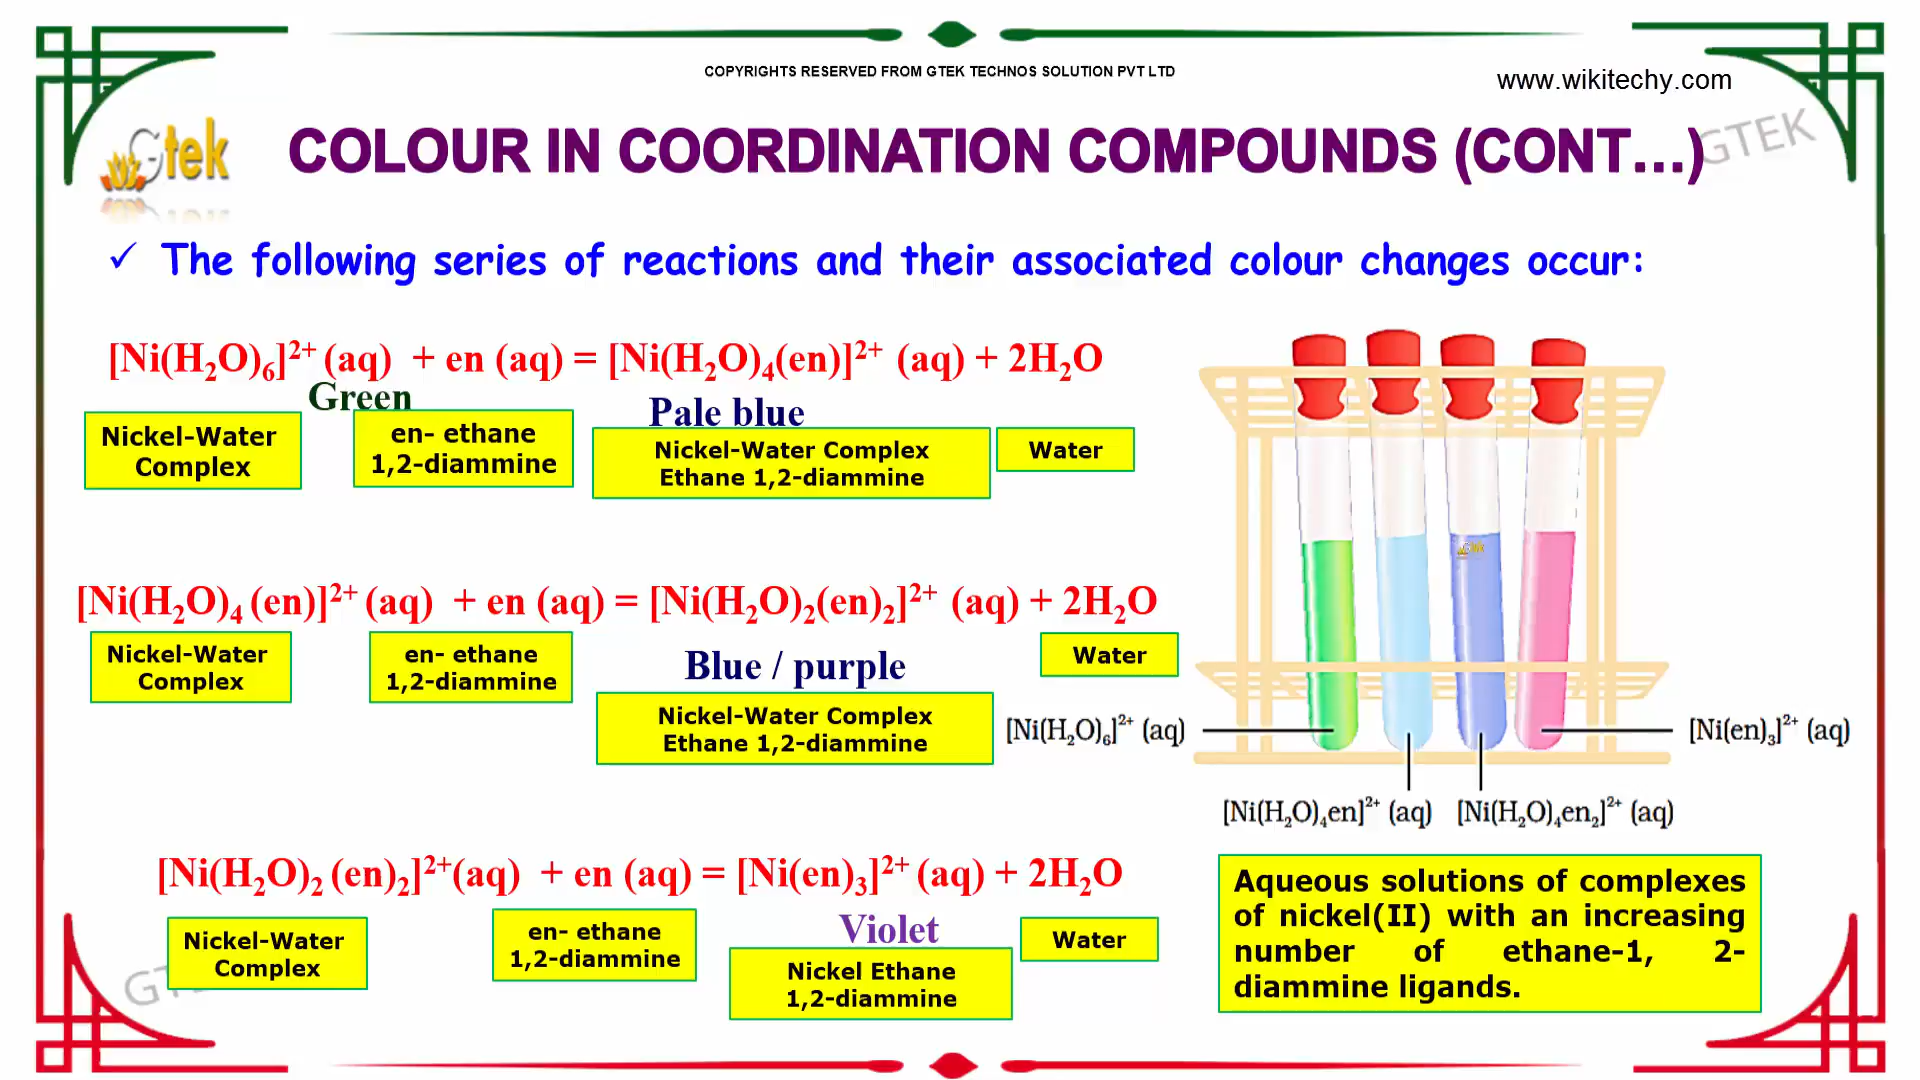 COPYRIGHTS RESERVED FROM GTEK TECHNOS SOLUTION PVT LTD
www.wikitechy.com
Gtek
COLOUR IN COORDINATION COMPOUNDS (CONT...)
GTEK
✓ The following series of reactions and their associated colour changes occur:
[Ni(H₂O)₆]²⁺ (aq) + en (aq) = [Ni(H₂O)₄(en)]²⁺ (aq) + 2H₂O
Green
Pale blue
Nickel-Water
Complex
en- ethane
1,2-diammine
Nickel-Water Complex
Ethane 1,2-diammine
Water
[Ni(H₂O)₄ (en)]²⁺ (aq) + en (aq) = [Ni(H₂O)₂(en)₂]²⁺ (aq) + 2H₂O
Nickel-Water
Complex
en- ethane
1,2-diammine
Blue / purple
Nickel-Water Complex
Ethane 1,2-diammine
Water
[Ni(H₂O)₂ (en)₂]²⁺(aq) + en (aq) = [Ni(en)₃]²⁺ (aq) + 2H₂O
Nickel-Water
Complex
en- ethane
1,2-diammine
Violet
Nickel Ethane
1,2-diammine
Water
Gtek
[Ni(H₂O)₆]²⁺ (aq)
[Ni(en)₃]²⁺ (aq)
[Ni(H₂O)₄en]²⁺ (aq)
[Ni(H₂O)₄en₂]²⁺ (aq)
Aqueous solutions of complexes
of nickel(II) with an increasing
number of ethane-1, 2-
diammine ligands.